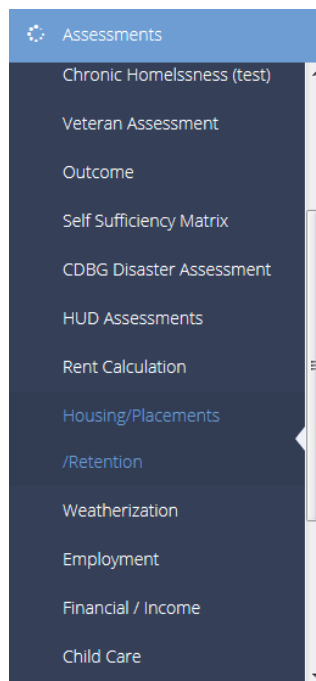 Assessments
Chronic Homelssness (test)
Veteran Assessment
Outcome
Self Sufficiency Matrix
CDBG Disaster Assessment
HUD Assessments
Rent Calculation
Housing/Placements
/Retention
Weatherization
Employment
Financial / Income
Child Care